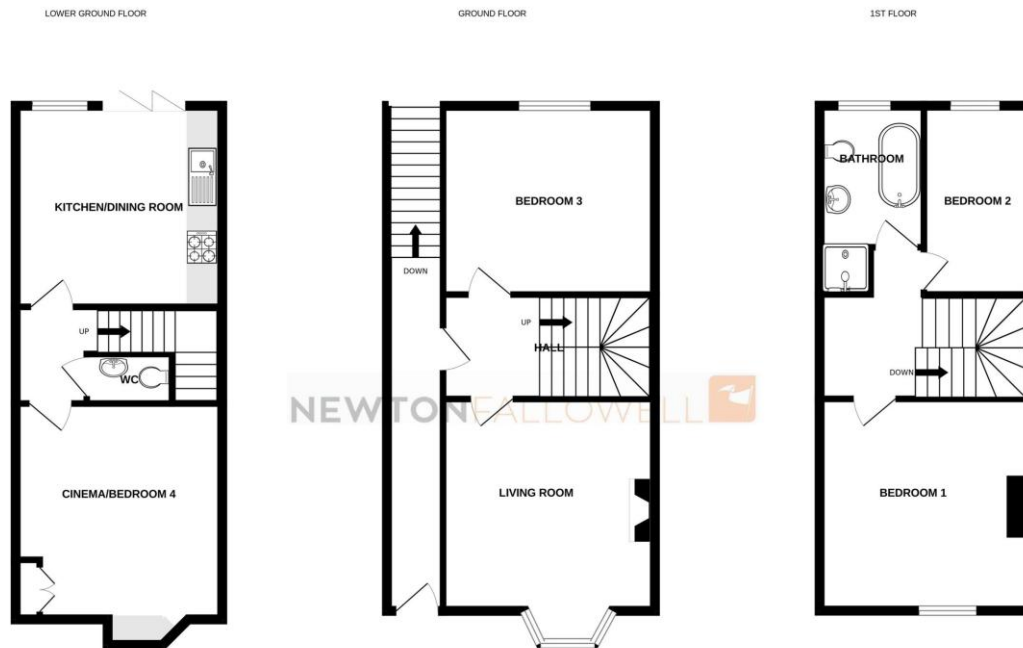 LOWER GROUND FLOOR
GROUND FLOOR
1ST FLOOR
KITCHEN/DINING ROOM
UP
WC
CINEMA/BEDROOM 4
BEDROOM 3
DOWN
UP
HALL
LIVING ROOM
BATHROOM
BEDROOM 2
DOWN
BEDROOM 1
NEWTONFALLOWELL